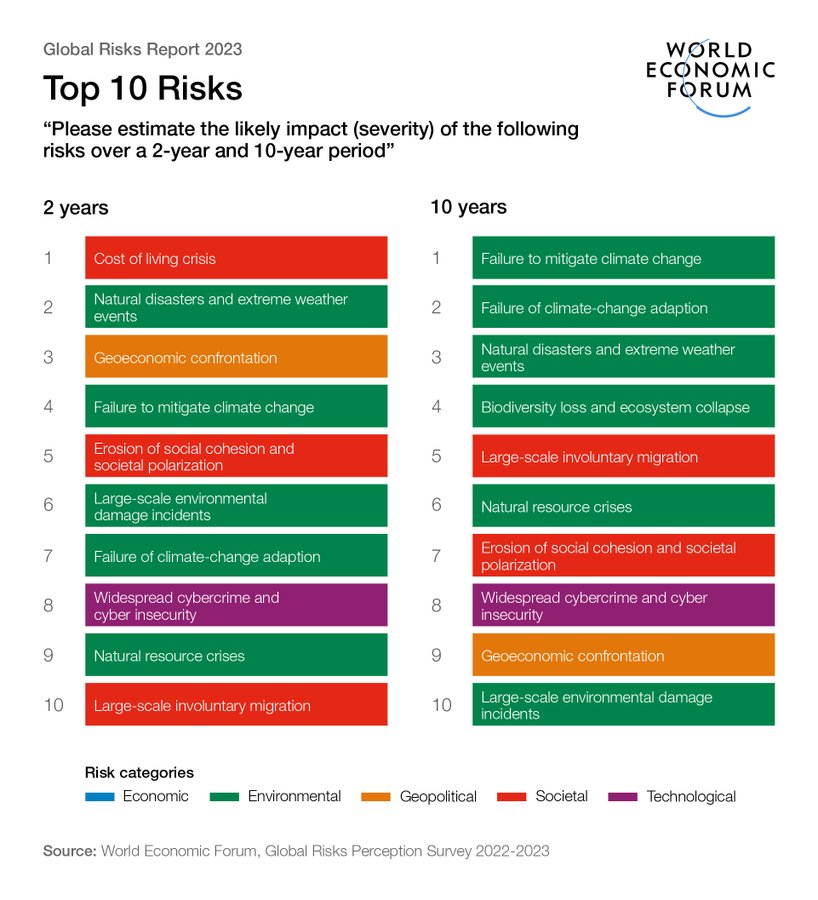 Global Risks Report 2023
WORLD
ECONOMIC
FORUM
Top 10 Risks
“Please estimate the likely impact (severity) of the following
risks over a 2-year and 10-year period”
2 years
1 Cost of living crisis
2 Natural disasters and extreme weather
events
3 Geoeconomic confrontation
4 Failure to mitigate climate change
5 Erosion of social cohesion and
societal polarization
6 Large-scale environmental
damage incidents
7 Failure of climate-change adaption
8 Widespread cybercrime and
cyber insecurity
9 Natural resource crises
10 Large-scale involuntary migration
10 years
1 Failure to mitigate climate change
2 Failure of climate-change adaption
3 Natural disasters and extreme weather
events
4 Biodiversity loss and ecosystem collapse
5 Large-scale involuntary migration
6 Natural resource crises
7 Erosion of social cohesion and societal
polarization
8 Widespread cybercrime and cyber
insecurity
9 Geoeconomic confrontation
10 Large-scale environmental damage
incidents
Risk categories
Economic Environmental Geopolitical Societal Technological
Source: World Economic Forum, Global Risks Perception Survey 2022-2023